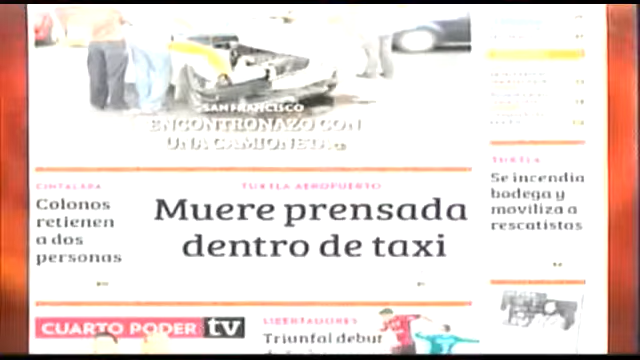 SAN FRANCISCO
ENCONTRONAZO CON
UNA CAMIONETA
CINTALAPA
Colonos
retienen
a dos
personas
TUXTLA AEROPUERTO
Muere prensada
dentro de taxi
TUXTLA
Se incendia
bodega y
moviliza a
rescatistas
CUARTO PODER tv
LIBERTADORES
Triunfal debut